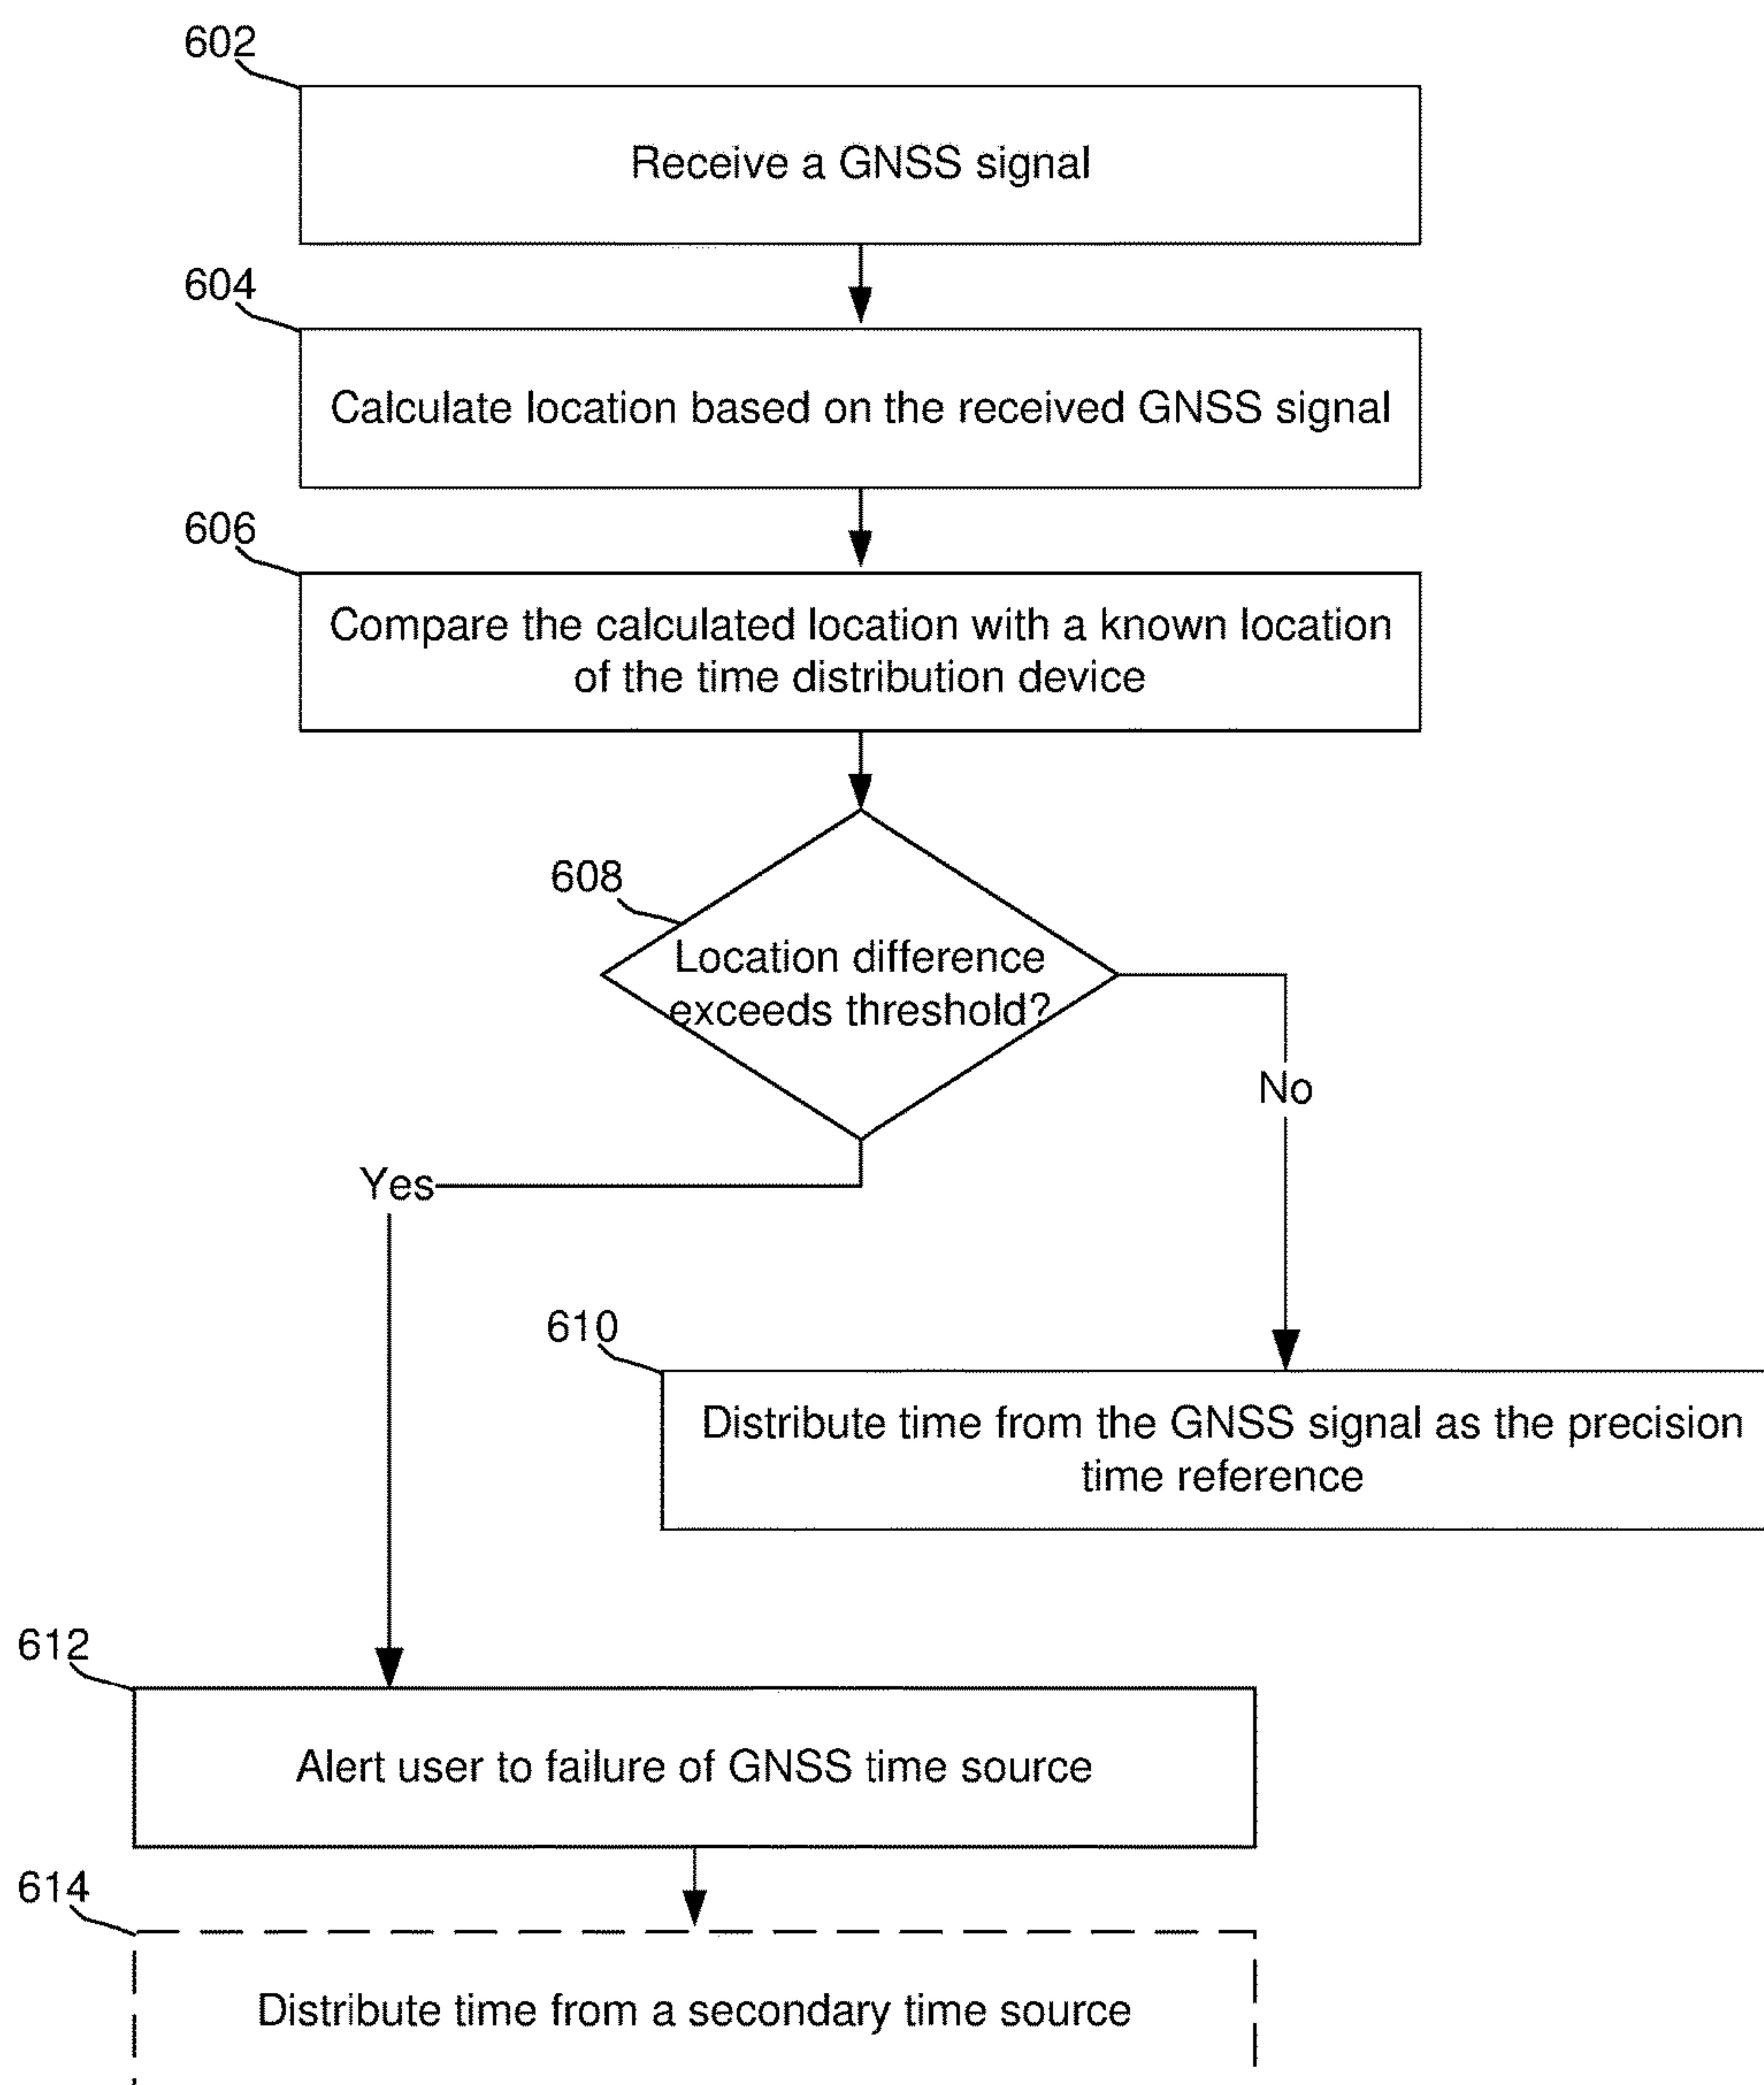 602
Receive a GNSS signal
604
Calculate location based on the received GNSS signal
606
Compare the calculated location with a known location
of the time distribution device
608
Location difference
exceeds threshold?
No
Yes
610
Distribute time from the GNSS signal as the precision
time reference
612
Alert user to failure of GNSS time source
614
Distribute time from a secondary time source